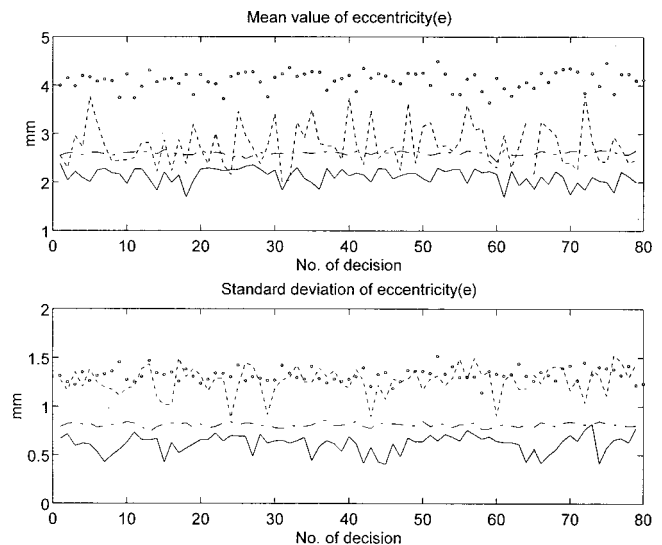 Mean value of eccentricity(e)
5
4
3
2
1
mm
0 10 20 30 40 50 60 70 80
No. of decision
Standard deviation of eccentricity(e)
2
1.5
1
0.5
0
mm
0 10 20 30 40 50 60 70 80
No. of decision